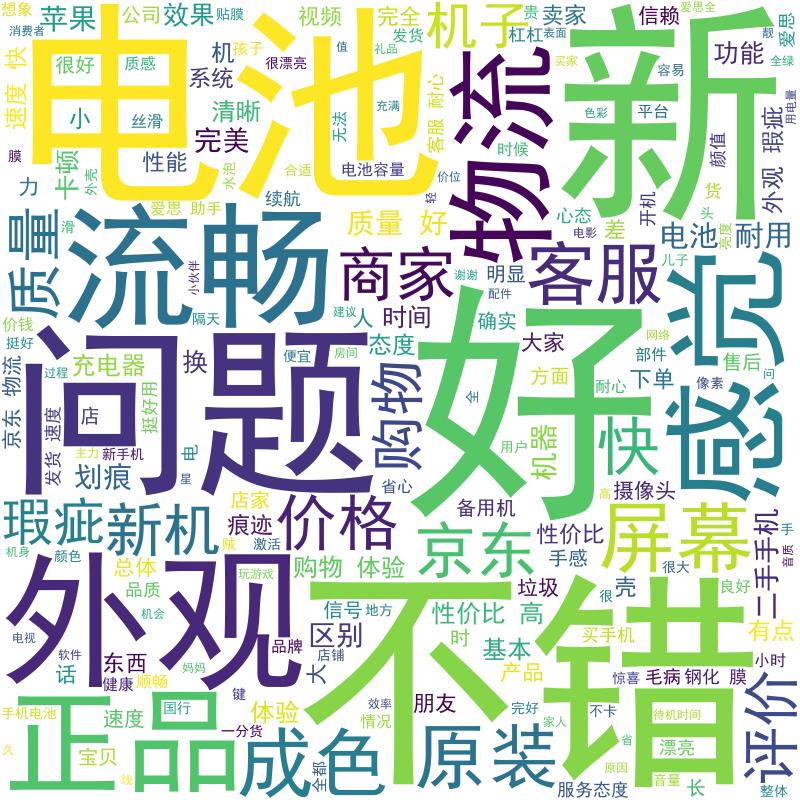 想象
苹果
公司
效果
贴膜
视频
完全
机子
贵
卖家
信赖
爱思全
消费者
杠杠
表面
靓
爱思
电池
新
物流
速度 快
很好
质感
机
系统
孩子
很漂亮
值
礼品
发货
买家
容易
功能
全绿
小
丝滑
清晰
无法
充满
客服 耐心
色彩
平台
用电量
完美
时候
颜值
外观 瑕疵
膜
卡顿
性能
力
外壳
水泡
合适
电池容量
价位
轻
开机
货
爱思 助手
续航
质量 好
心态
差
头
亮度
电影
质量
滑
流畅
小伙伴
商家
谢谢
明显
配件
客服
电池 耐用
儿子
感觉
价钱
挺好
隔天
建议
人
时间
确实
大家
网络
问题
好
京东 物流
过程
充电器
换
便宜
房间
态度
方面
耐心
下单
部件
售后
像素
问
店
挺好用
购物
全
发货 速度
主力
新手机
电
星
用户
机器
快
划痕
省心
高
摄像头
店家
备用机
瑕疵
新机
痕迹
价格
京东
性价比
屏幕
二手手机
手
音质
机身
颜色
贼
激活
手感
总体
玩游戏
购物 体验
垃圾
很
壳
很大
良好
外观
不错
品质
机会
信号
地方
性价比 高
买手机
有点
电视
软件
品牌
区别
时
基本
话
东西
妈妈
大
店铺
产品
惊喜
毛病
钢化 膜
小时
健康
顺畅
键
手机电池
正品
国行
效率
朋友
完好
不卡
待机时间
评价
速度
体验
情况
家人
一分货
省
漂亮
久
宝贝
成色
原装
原因
线
全都
音量
长
服务态度
整体